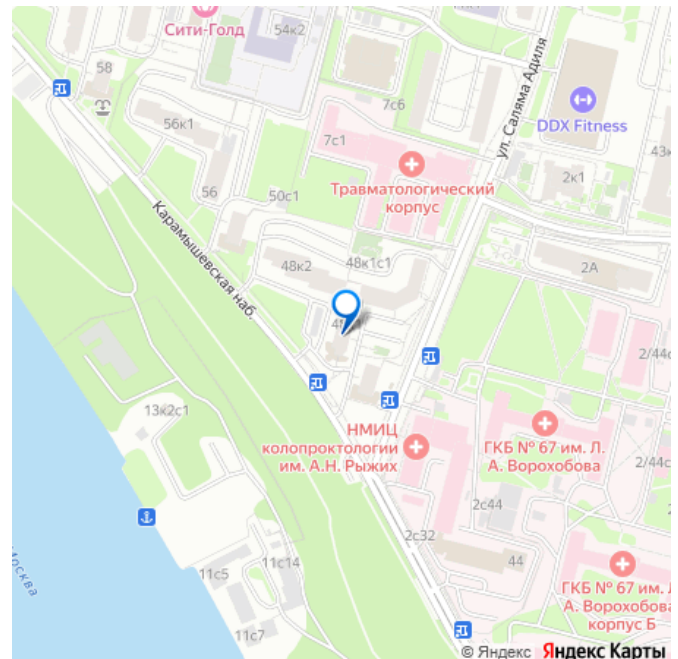 Сити-Голд
54к2
58
7с6
ул. Саляма Адиля
DDX Fitness
56к1
7с1
43к
Травматологический
корпус
2к1
56
50с1
Карамышевская наб.
48к2
48к1с1
2А
2/44с
13к2с1
НМИЦ
колопроктологии
им. А.Н. Рыжих
ГКБ № 67 им. Л.
А. Ворохобова
2/44с
2с44
2с32
44
11с14
11с5
Москва
ГКБ № 67 им. Л.
А. Ворохобова
корпус Б
11с7
© Яндекс Яндекс Карты